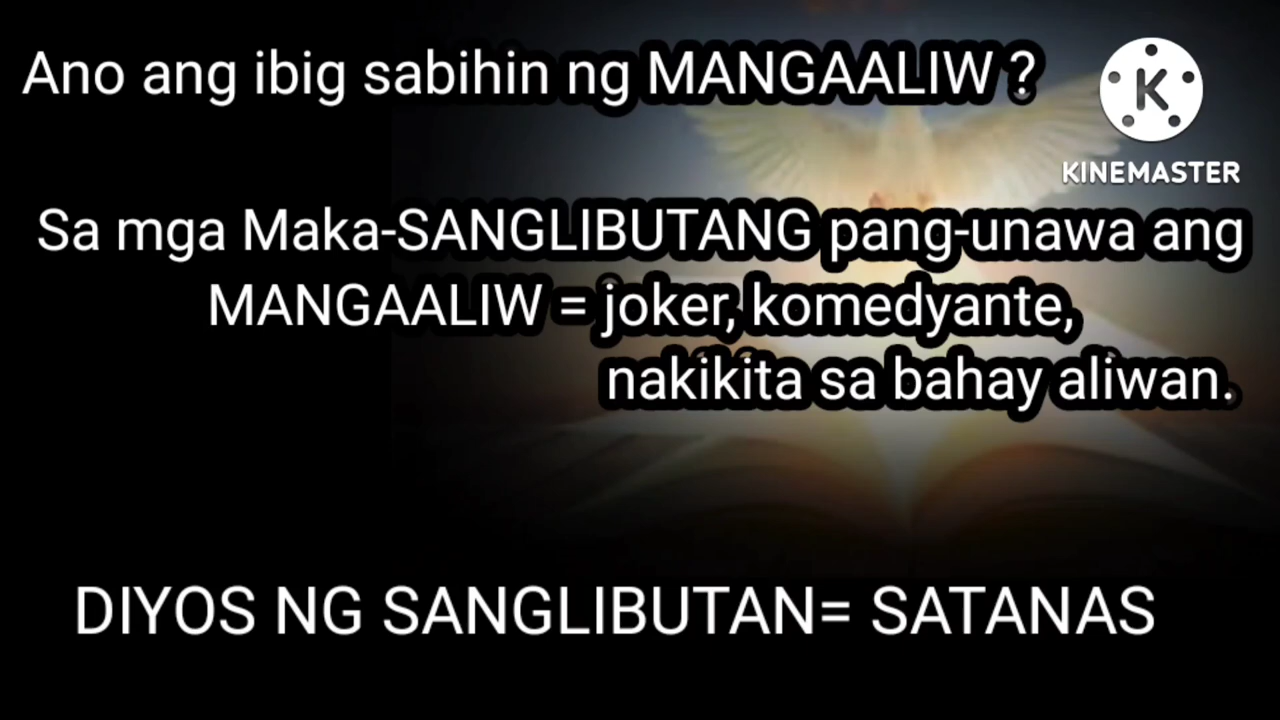 Ano ang ibig sabihin ng MANGAALIW ?
KINEMASTER
Sa mga Maka-SANGLIBUTANG pang-unawa ang
MANGAALIW = joker, komedyante,
nakikita sa bahay aliwan.
DIYOS NG SANGLIBUTAN= SATANAS